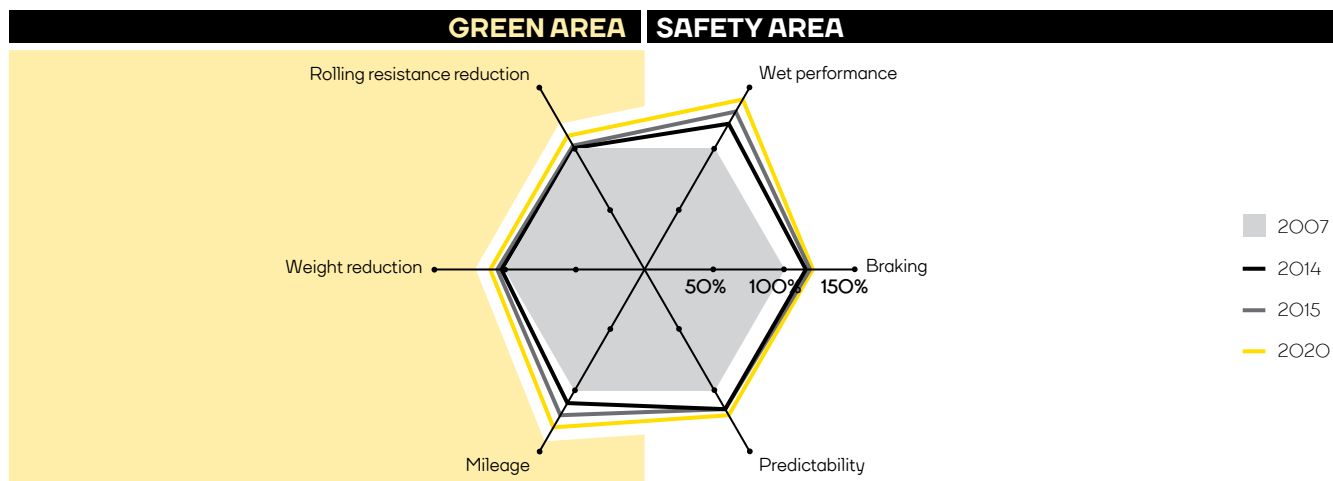 GREEN AREA
SAFETY AREA
Rolling resistance reduction
Wet performance
Weight reduction
Braking
50%
100%
150%
Mileage
Predictability
2007
2014
2015
2020